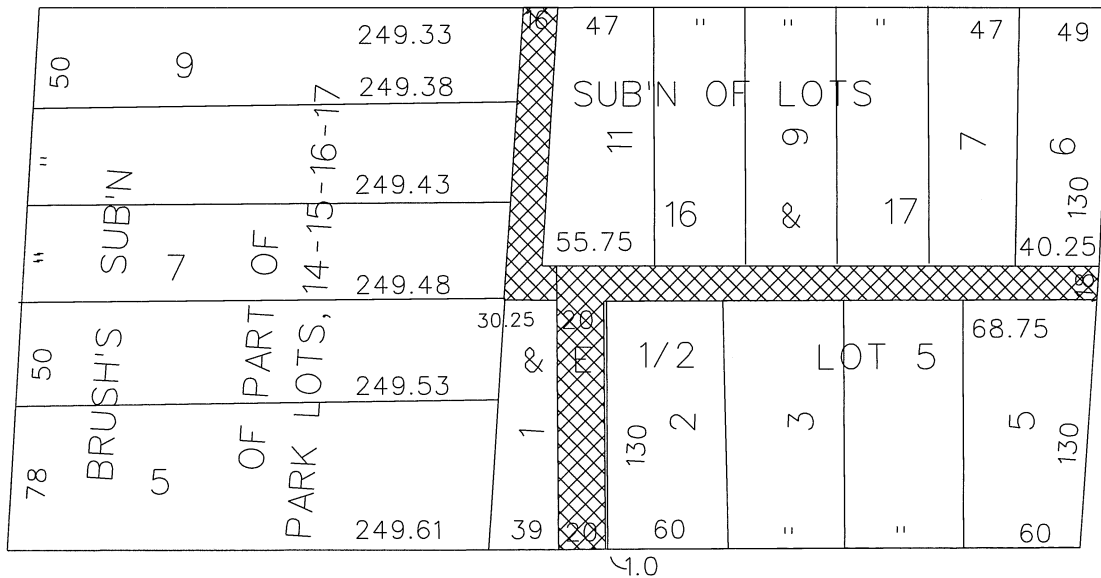 249.33
50
9
249.38
"
249.43
"
7
249.48
50
249.53
78
5
249.61
BRUSH'S SUB'N
OF PART OF
PARK LOTS, 14-15-16-17
16
47 " " " 47 49
SUB'N OF LOTS
11 9 7 6
130
16 & 17
55.75
40.25
18
30.25
20
& E 1/2 LOT 5
68.75
1
130
2 3 5
130
39 20 60 " " 60
1.0